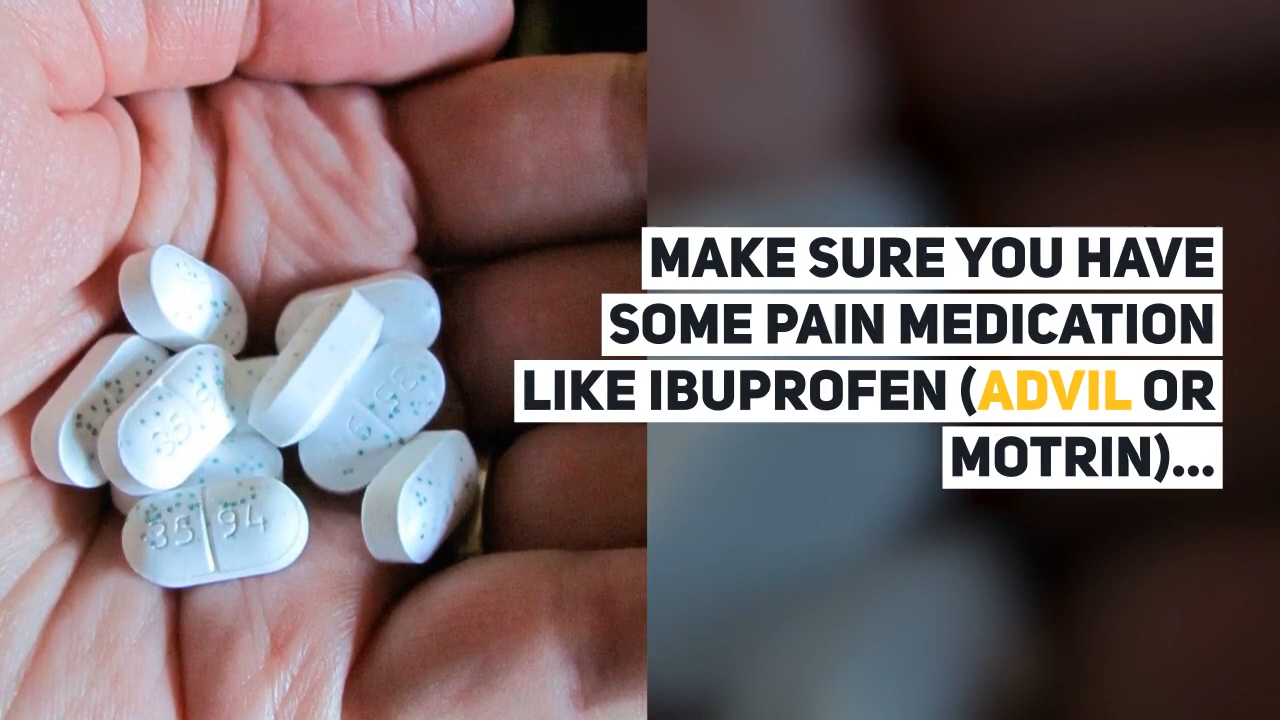 MAKE SURE YOU HAVE
SOME PAIN MEDICATION
LIKE IBUPROFEN (ADVIL OR
MOTRIN)...
35 94